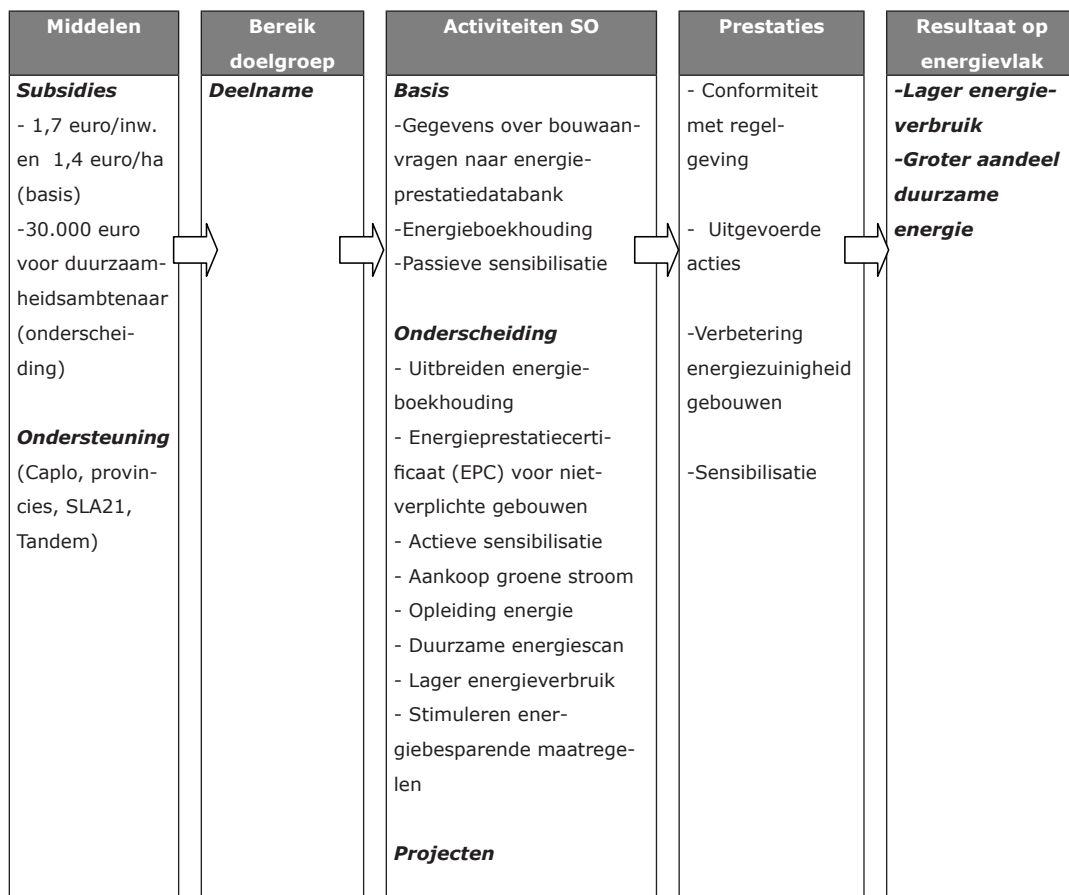 Middelen
Subsidies
- 1,7 euro/inw.
en 1,4 euro/ha
(basis)
-30.000 euro
voor duurzaam-
heidsambtenaar
(onderschei-
ding)
Ondersteuning
(Caplo, provin-
cies, SLA21,
Tandem)
Bereik
doelgroep
Deelname
Activiteiten SO
Basis
-Gegevens over bouwaan-
vragen naar energie-
prestatiedatabank
-Energieboekhouding
-Passieve sensibilisatie
Onderscheiding
- Uitbreiden energie-
boekhouding
- Energieprestatiecerti-
ficaat (EPC) voor niet-
verplichte gebouwen
- Actieve sensibilisatie
- Aankoop groene stroom
- Opleiding energie
- Duurzame energiescan
- Lager energieverbruik
- Stimuleren ener-
giebesparende maatrege-
len
Projecten
Prestaties
- Conformiteit
met regel-
geving
- Uitgevoerde
acties
-Verbetering
energiezuinigheid
gebouwen
-Sensibilisatie
Resultaat op
energievlak
-Lager energie-
verbruik
-Groter aandeel
duurzame
energie